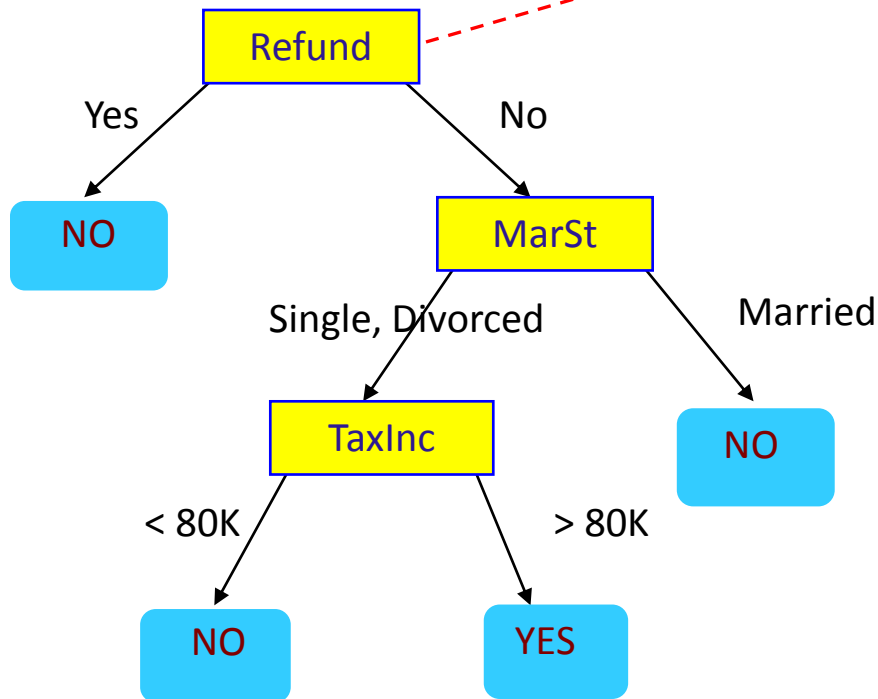 Refund
Yes
No
NO
MarSt
Single, Divorced
Married
TaxInc
NO
< 80K
> 80K
NO
YES